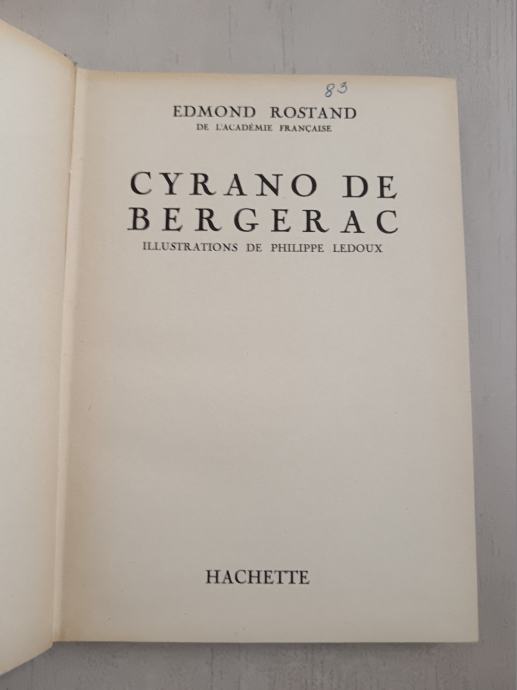 83
EDMOND ROSTAND
DE L'ACADÉMIE FRANÇAISE
CYRANO DE
BERGERAC
ILLUSTRATIONS DE PHILIPPE LEDOUX
HACHETTE